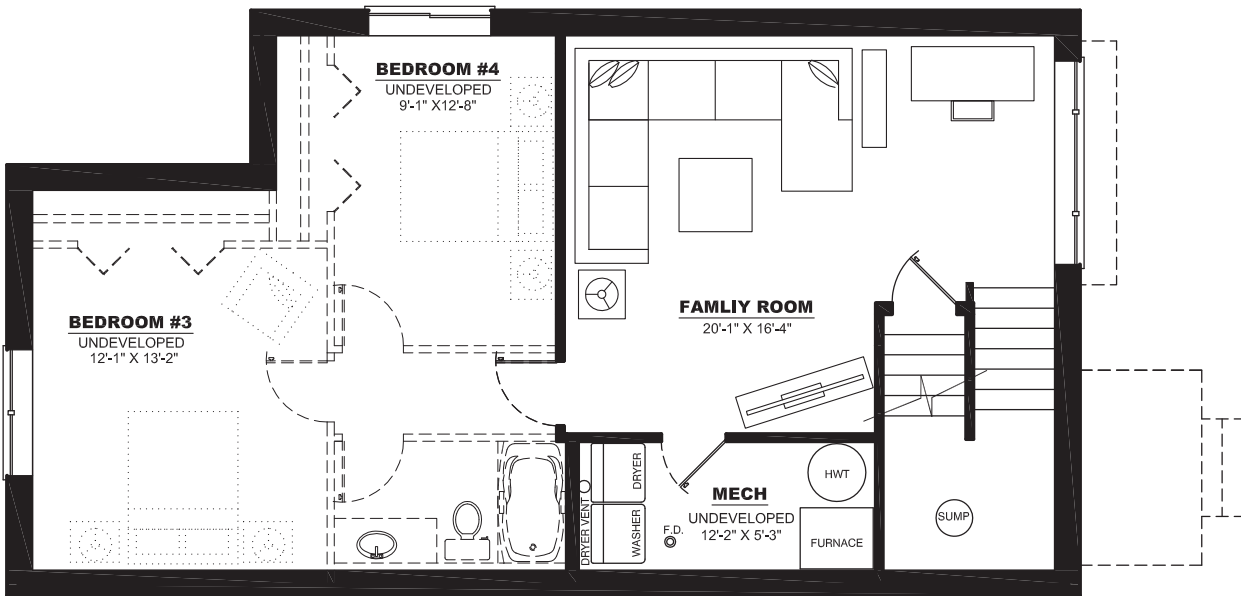 BEDROOM #4
UNDEVELOPED
9'-1" X12'-8"
BEDROOM #3
UNDEVELOPED
12'-1" X 13'-2"
FAMLIY ROOM
20'-1" X 16'-4"
DRYER VENT
DRYER
WASHER
F.D.
MECH
UNDEVELOPED
12'-2" X 5'-3"
HWT
FURNACE
SUMP